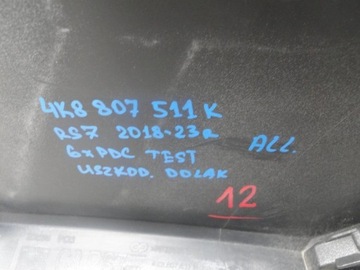 4K8 807 511 K
RS7 2018-23R
6xPDC TEST
USZKOD. DOLAK
ALL.
12